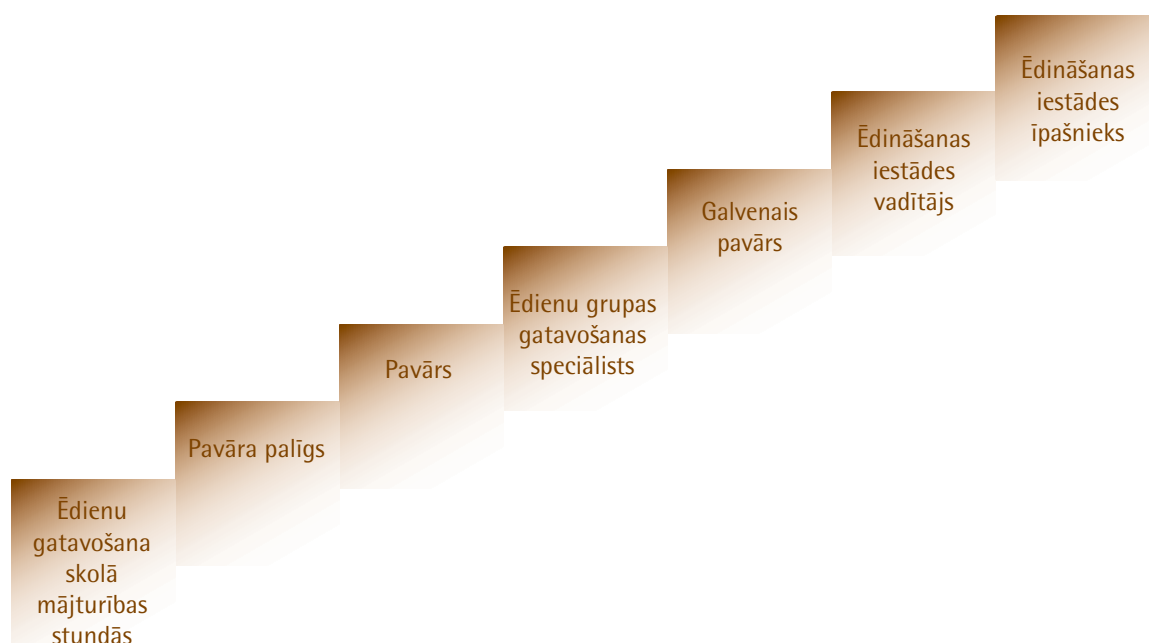 Ēdienu
gatavošana
skolā
mājturības
stundās
Pavāra palīgs
Pavārs
Ēdienu grupas
gatavošanas
speciālists
Galvenais
pavārs
Ēdināšanas
iestādes
vadītājs
Ēdināšanas
iestādes
īpašnieks